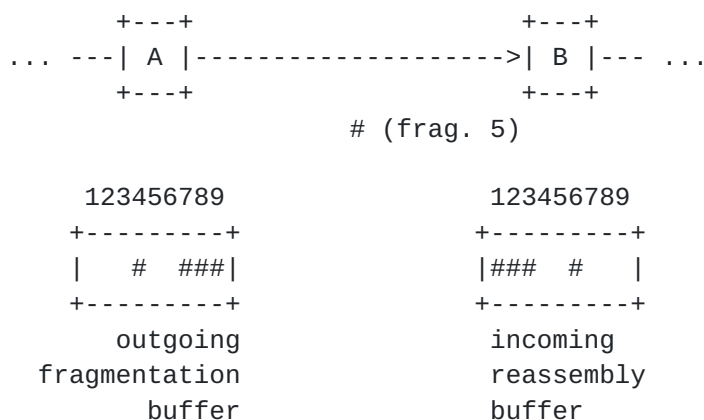 +---+                     +---+
... ---| A |-------------------->| B |--- ...
       +---+                     +---+
                      # (frag. 5)

     123456789                 123456789
    +---------+               +---------+
    |   #  ###|               |###  #   |
    +---------+               +---------+
       outgoing                incoming
  fragmentation                reassembly
         buffer                buffer